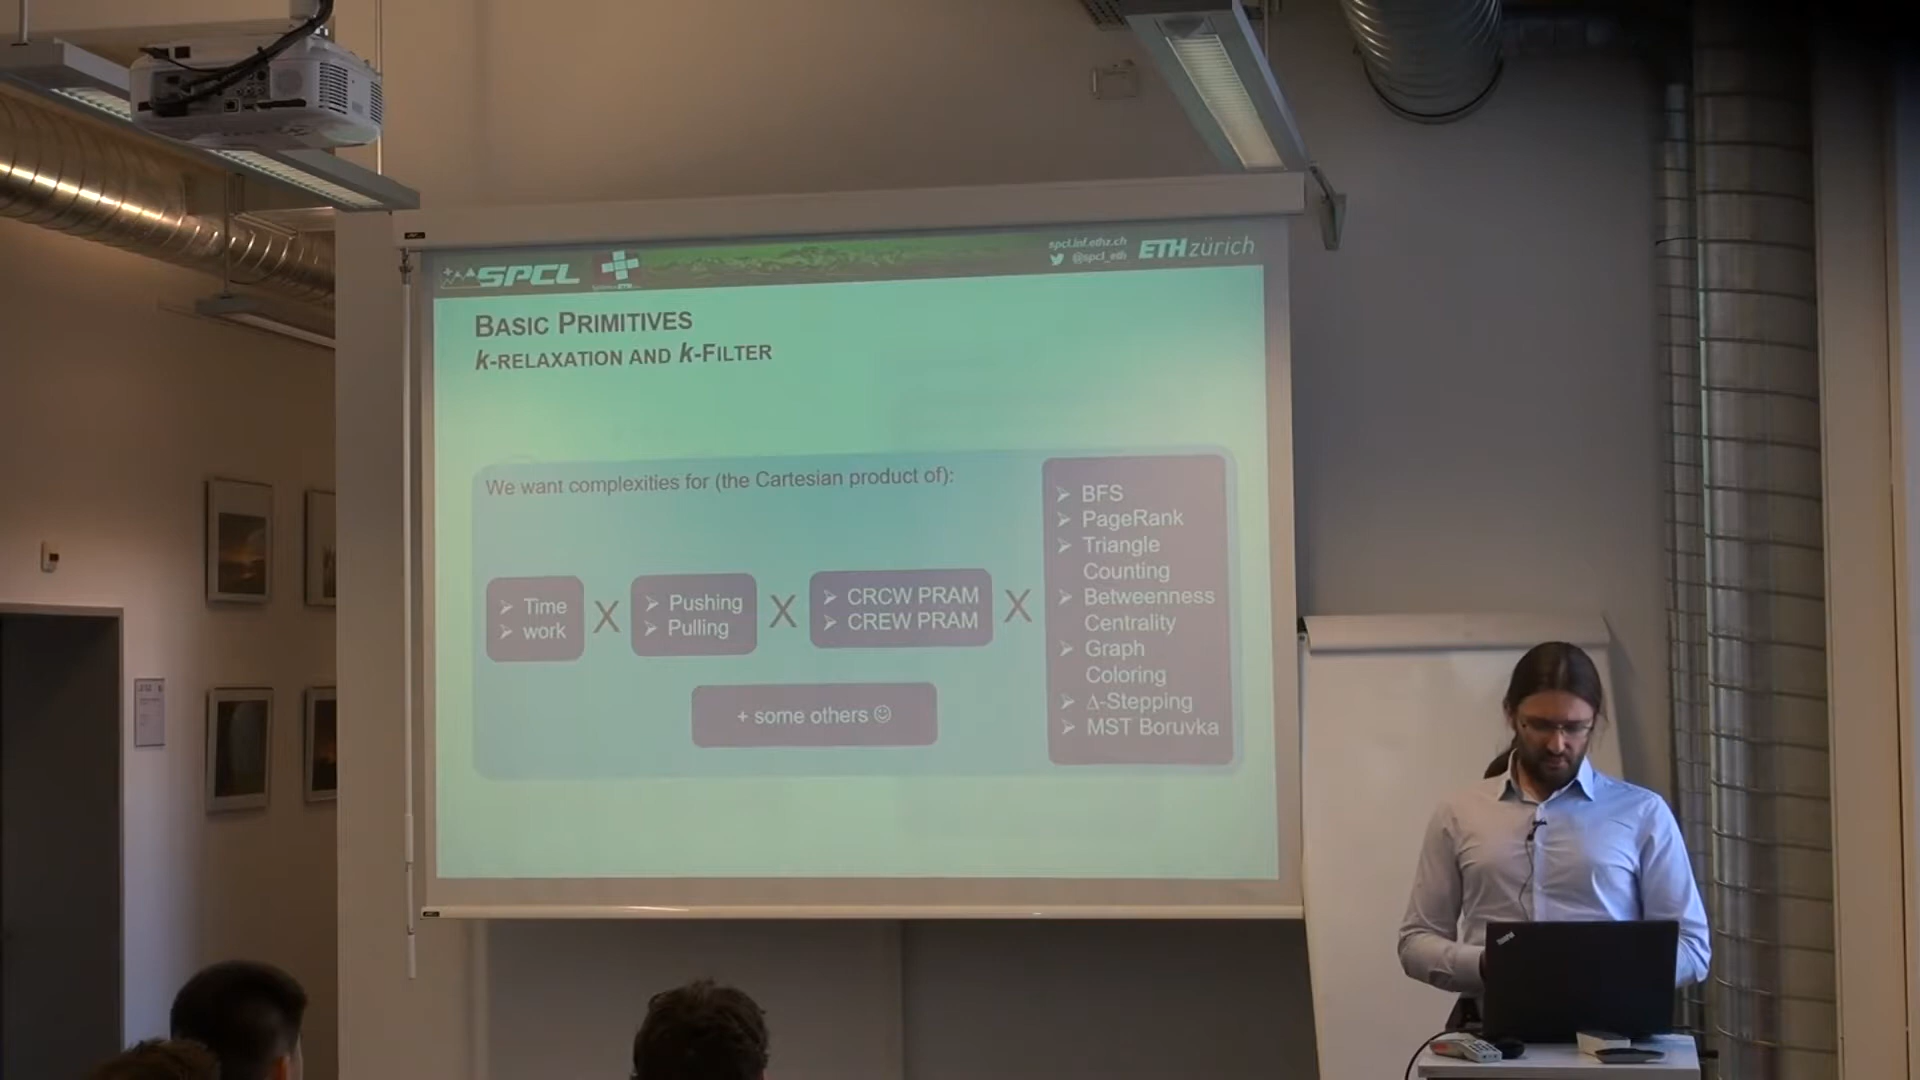 SPCL
spcl.inf.ethz.ch
@spcl_eth
ETH zürich
BASIC PRIMITIVES
k-RELAXATION AND k-FILTER
We want complexities for (the Cartesian product of):
➢ Time
➢ work
X
➢ Pushing
➢ Pulling
X
➢ CRCW PRAM
➢ CREW PRAM
X
➢ BFS
➢ PageRank
➢ Triangle
Counting
➢ Betweenness
Centrality
➢ Graph
Coloring
➢ Δ-Stepping
➢ MST Boruvka
+ some others ☺
ThinkPad